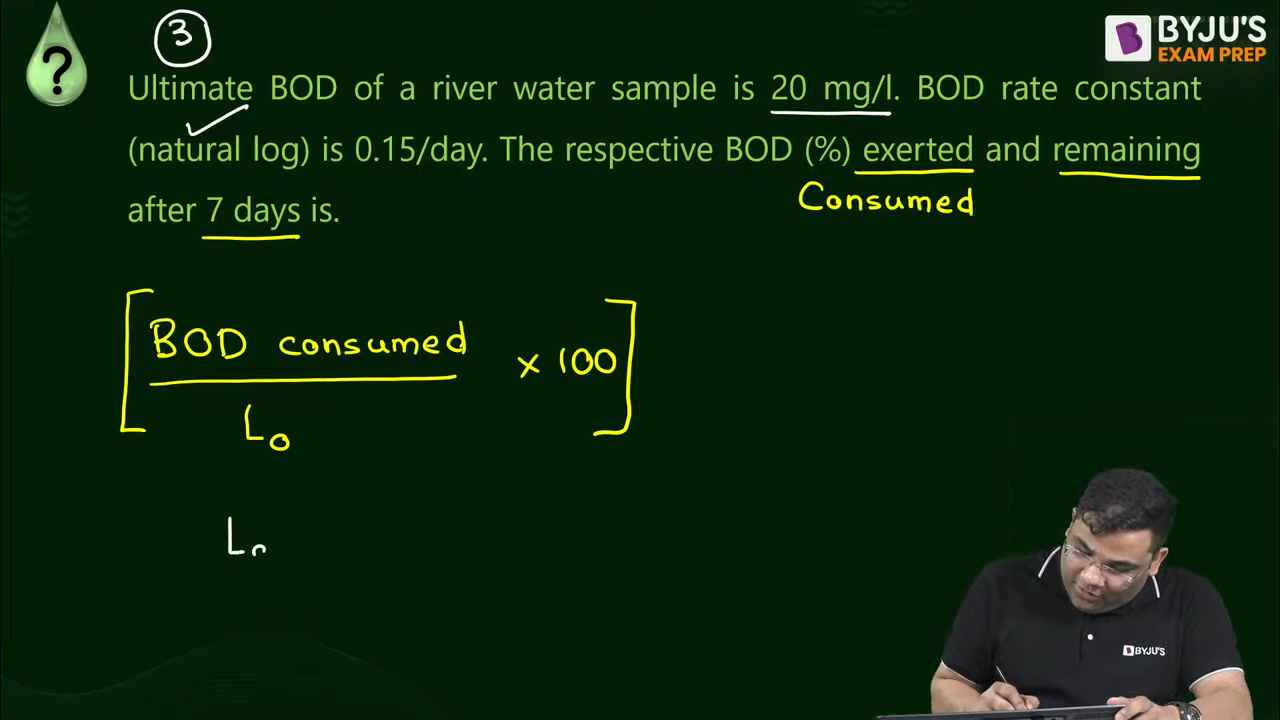 3
BYJU'S
EXAM PREP
?
Ultimate BOD of a river water sample is 20 mg/l. BOD rate constant
(natural log) is 0.15/day. The respective BOD (%) exerted and remaining
Consumed
after 7 days is.
[BOD consumed / L0 × 100]
L
BYJU'S